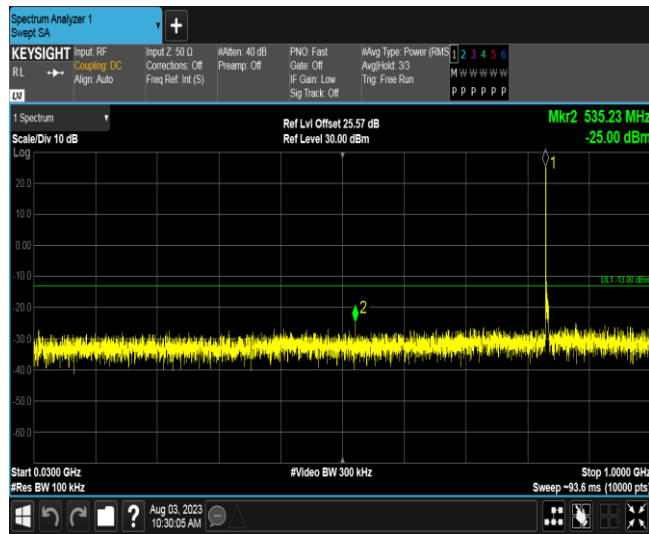 Spectrum Analyzer 1
Swept SA
+
KEYSIGHT
RL
LXI
Input: RF
Coupling: DC
Align: Auto
Input Z: 50 Ω
Corrections: Off
Freq Ref: Int (S)
#Atten: 40 dB
Preamp: Off
PNO: Fast
Gate: Off
IF Gain: Low
Sig Track: Off
#Avg Type: Power (RMS
Avg|Hold: 3/3
Trig: Free Run
1 2 3 4 5 6
M W W W W W
P P P P P P
1 Spectrum
Scale/Div 10 dB
Log
Ref Lvl Offset 25.57 dB
Ref Level 30.00 dBm
Mkr2 535.23 MHz
-25.00 dBm
1
20.0
10.0
0.00
-10.0
DL1 -13.00 dBm
2
-20.0
-30.0
-40.0
-50.0
-60.0
Start 0.0300 GHz
#Res BW 100 kHz
#Video BW 300 kHz
Stop 1.0000 GHz
Sweep ~93.6 ms (10000 pts)
?
Aug 03, 2023
10:30:05 AM